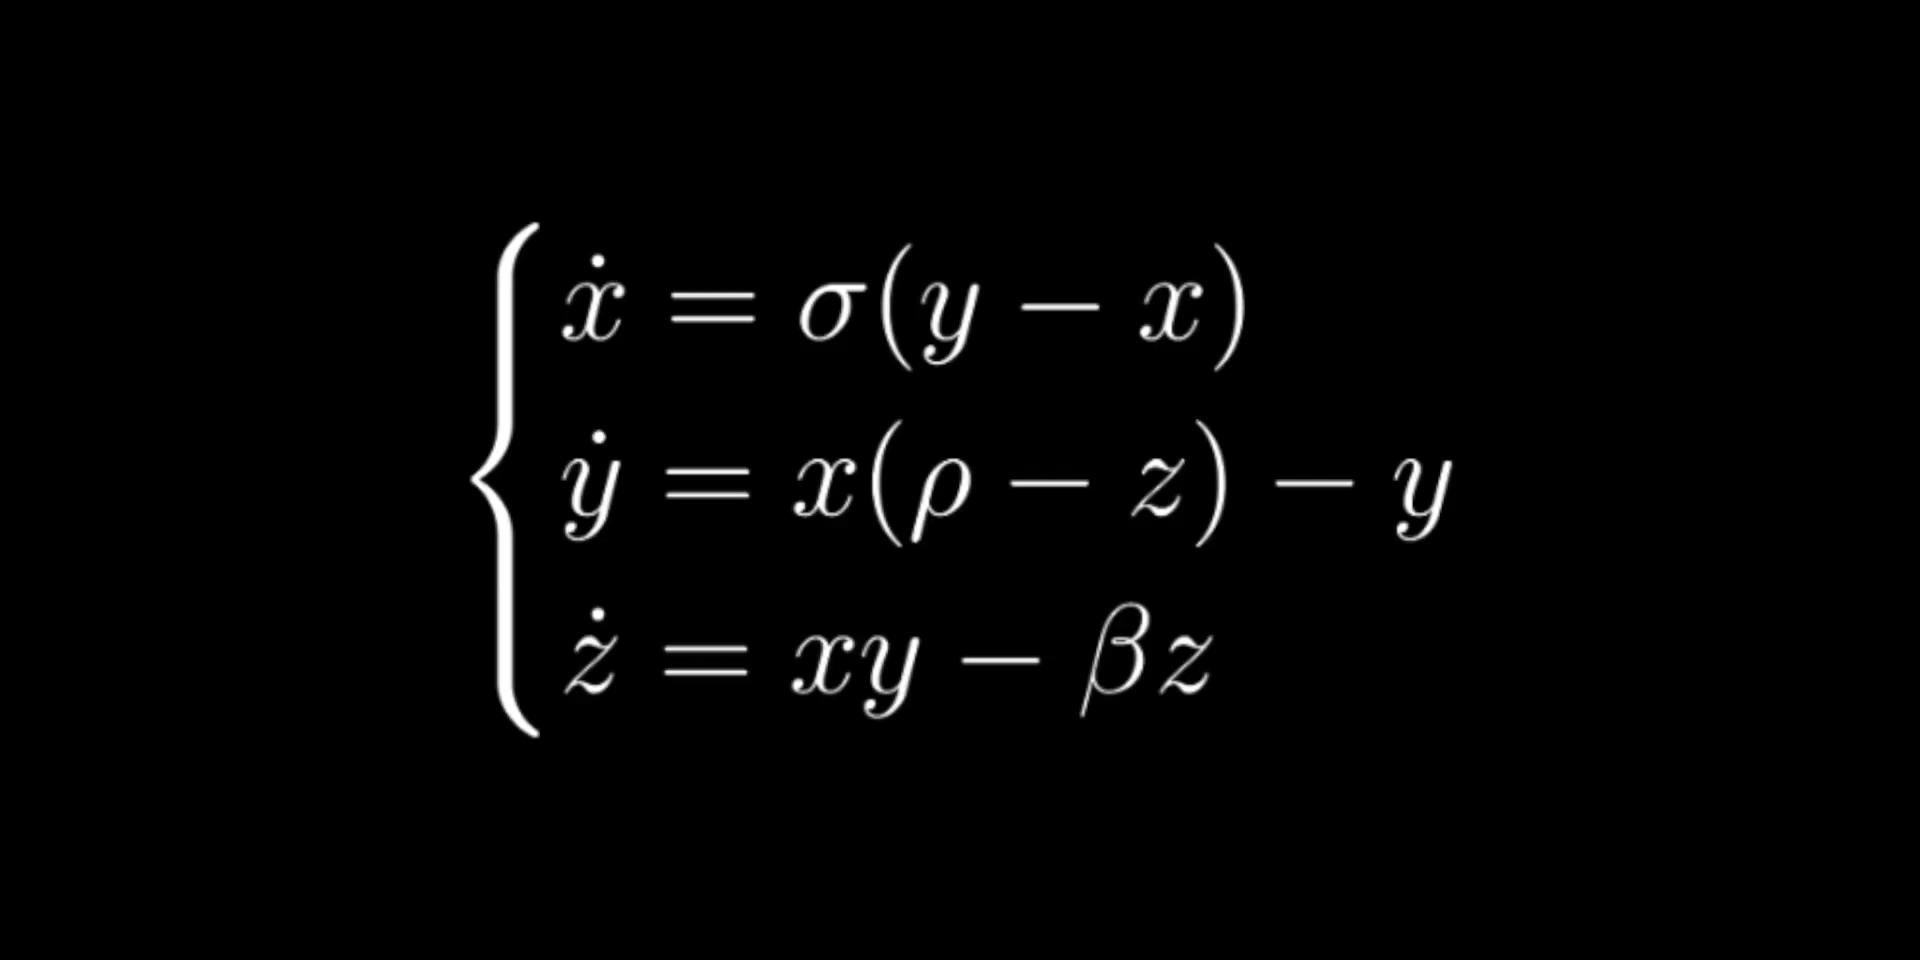 ẋ = σ(y − x)
ẏ = x(ρ − z) − y
ż = xy − βz